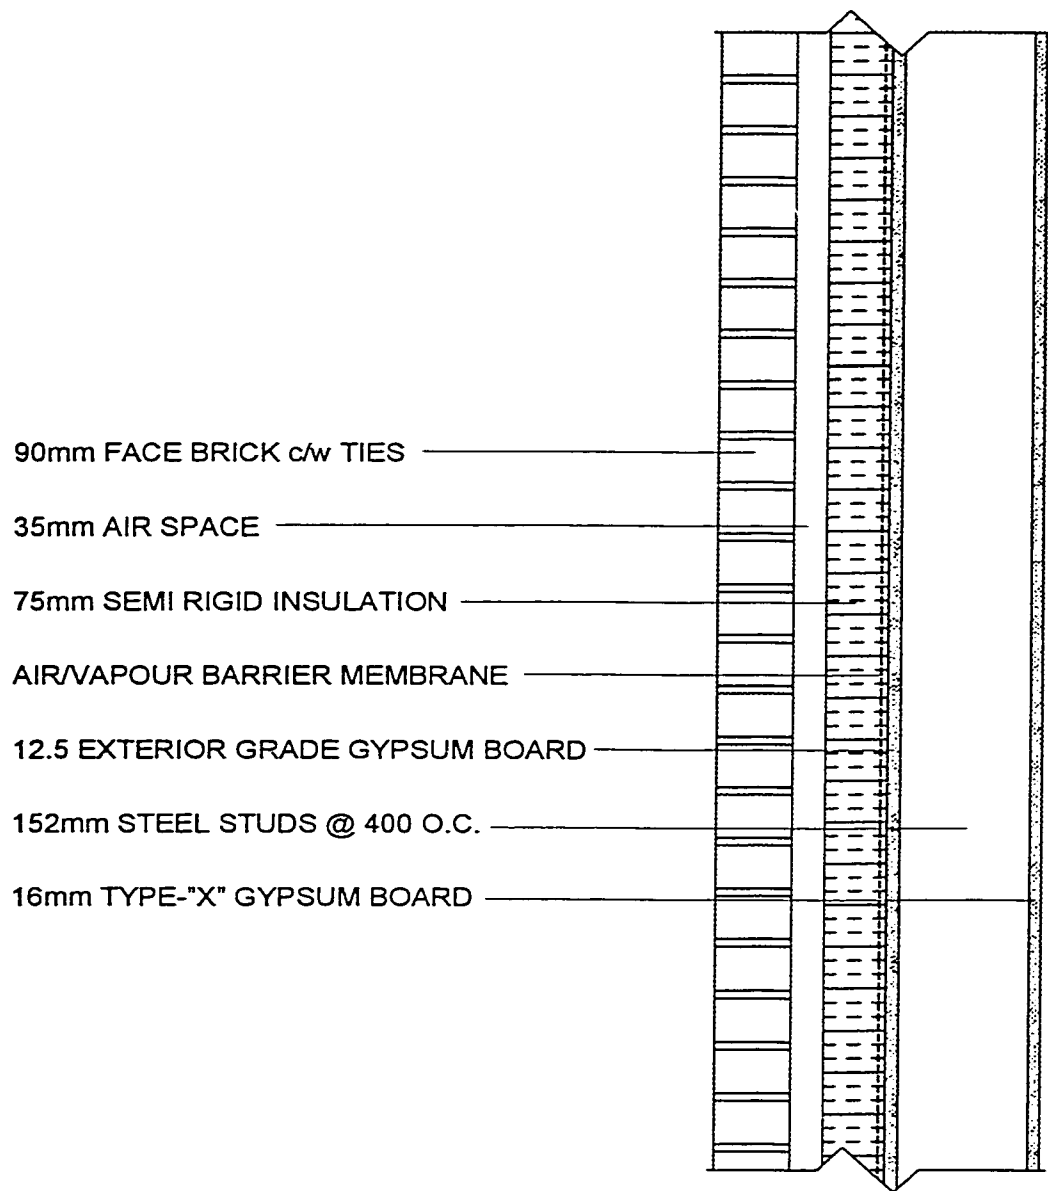 90mm FACE BRICK c/w TIES
35mm AIR SPACE
75mm SEMI RIGID INSULATION
AIR/VAPOUR BARRIER MEMBRANE
12.5 EXTERIOR GRADE GYPSUM BOARD
152mm STEEL STUDS @ 400 O.C.
16mm TYPE-"X" GYPSUM BOARD